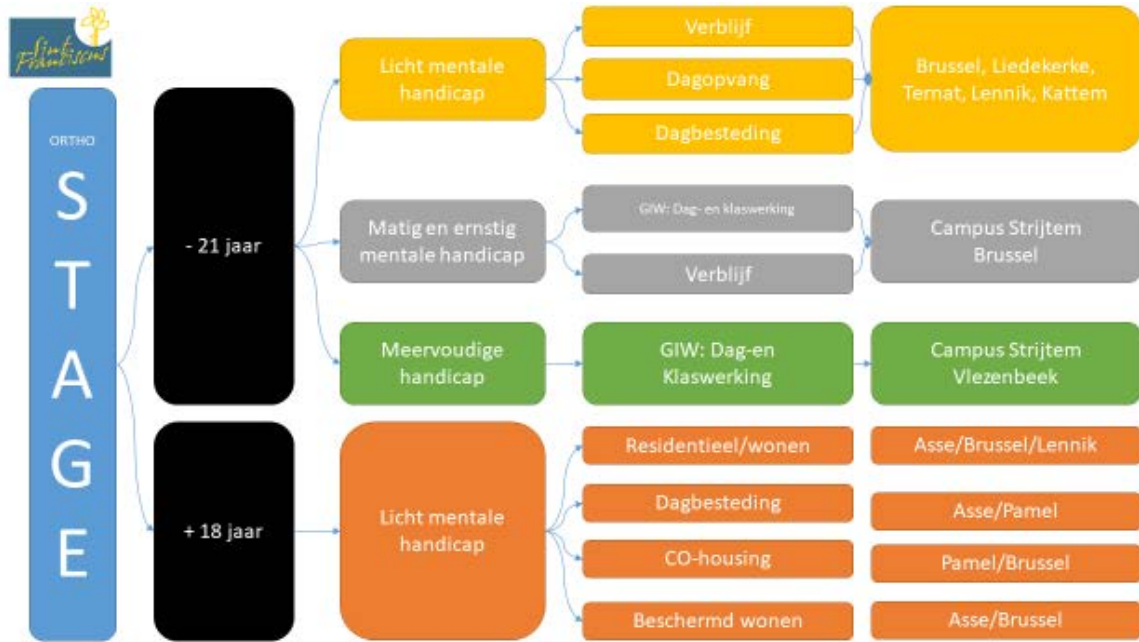 Sint
Franciscus
ORTHO
S
T
A
G
E
- 21 jaar
+ 18 jaar
Licht mentale
handicap
Verblijf
Dagopvang
Dagbesteding
Brussel, Liedekerke,
Ternat, Lennik, Kattem
Matig en ernstig
mentale handicap
GIW: Dag- en klaswerking
Verblijf
Campus Strijtem
Brussel
Meervoudige
handicap
GIW: Dag-en
Klaswerking
Campus Strijtem
Vlezenbeek
Licht mentale
handicap
Residentieel/wonen
Asse/Brussel/Lennik
Dagbesteding
Asse/Pamel
CO-housing
Pamel/Brussel
Beschermd wonen
Asse/Brussel